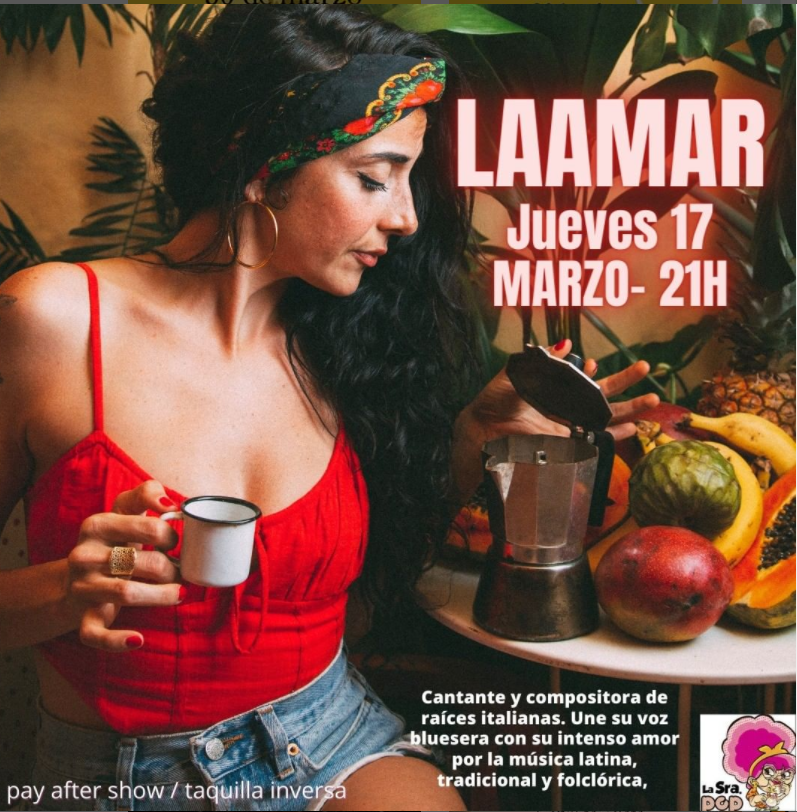 LAAMAR
Jueves 17
MARZO- 21H
Cantante y compositora de
raíces italianas. Une su voz
bluesera con su intenso amor
por la música latina,
tradicional y folclórica,
pay after show / taquilla inversa
La Sra.